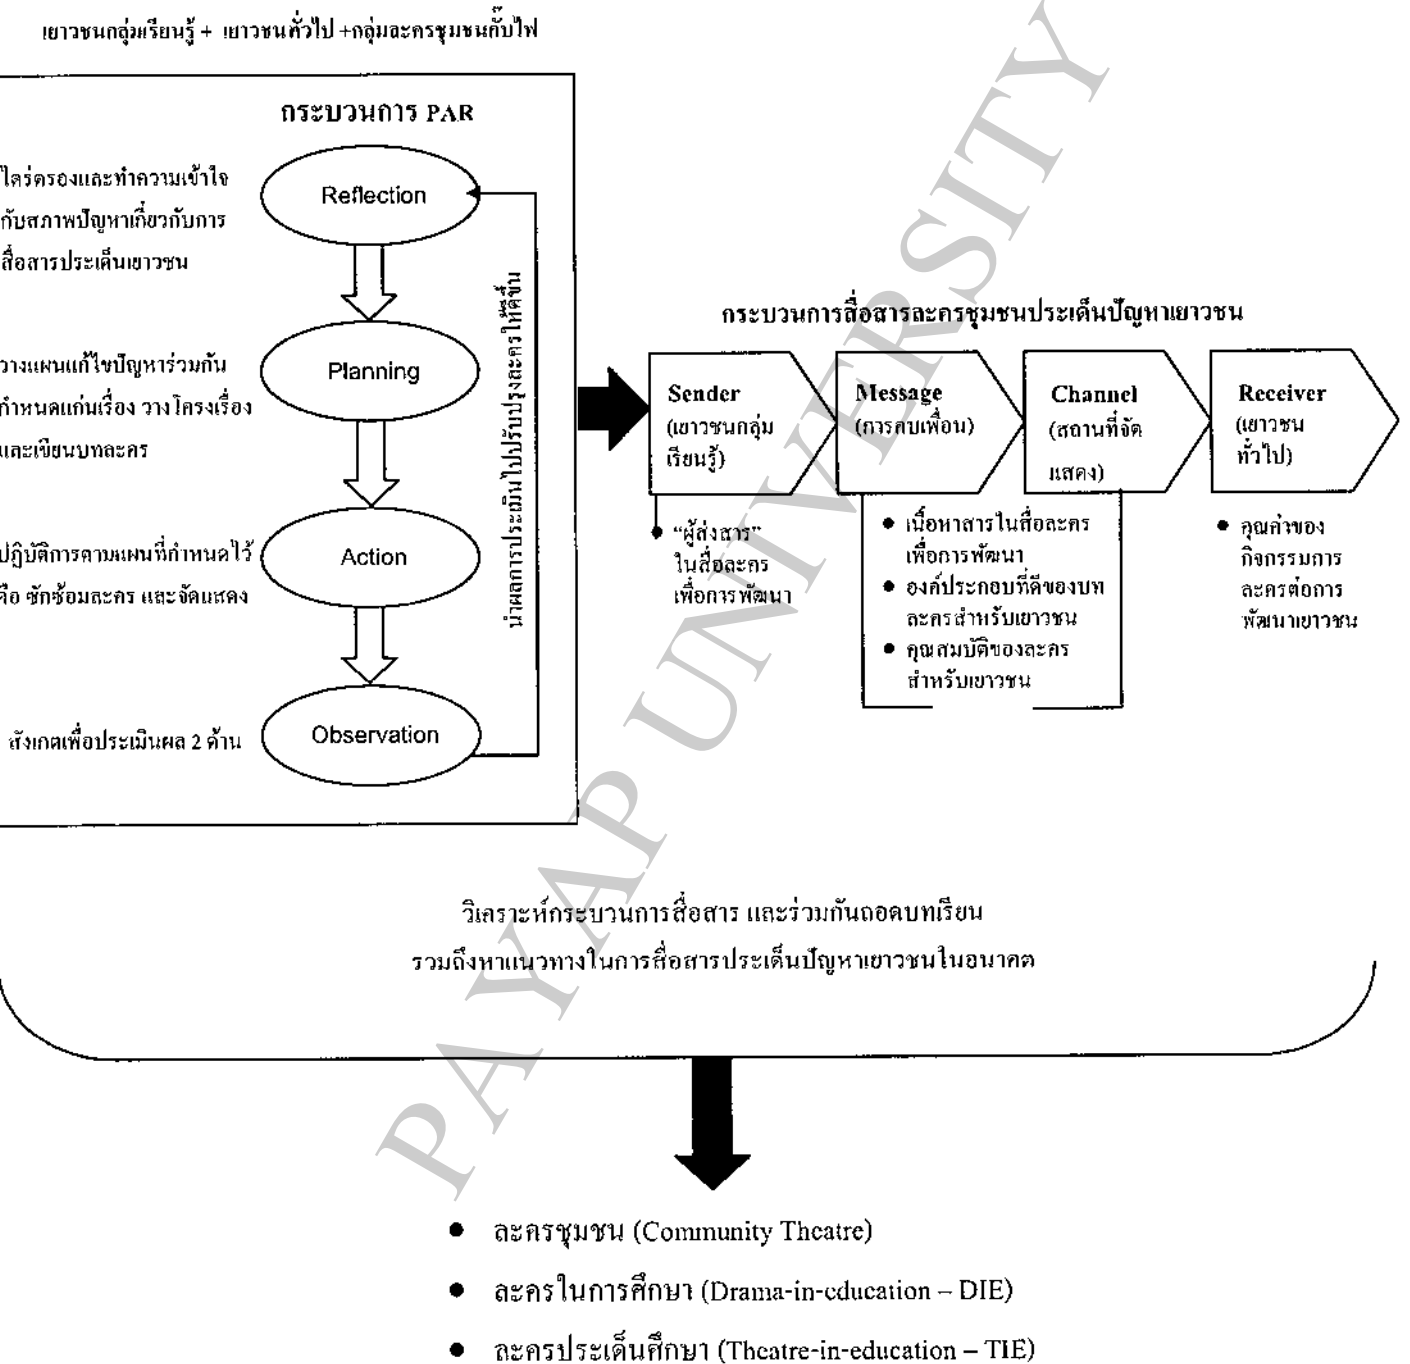 เยาวชนกลุ่มเรียนรู้ + เยาวชนทั่วไป +กลุ่มละครชุมชนกั๊บไฟ
กระบวนการ PAR
ไตร่ตรองและทำความเข้าใจ
กับสภาพปัญหาเกี่ยวกับการ
สื่อสารประเด็นเยาวชน
Reflection
วางแผนแก้ไขปัญหาร่วมกัน
กำหนดแก่นเรื่อง วางโครงเรื่อง
และเขียนบทละคร
Planning
ปฏิบัติการตามแผนที่กำหนดไว้
คือ ซักซ้อมละคร และจัดแสดง
Action
สังเกตเพื่อประเมินผล 2 ด้าน
Observation
นำผลการประเมินไปปรับปรุงละครให้ดีขึ้น
กระบวนการสื่อสารละครชุมชนประเด็นปัญหาเยาวชน
Sender
(เยาวชนกลุ่ม
เรียนรู้)
Message
(การคบเพื่อน)
Channel
(สถานที่จัด
แสดง)
Receiver
(เยาวชน
ทั่วไป)
● “ผู้ส่งสาร”
ในสื่อละคร
เพื่อการพัฒนา
● เนื้อหาสารในสื่อละคร
เพื่อการพัฒนา
● องค์ประกอบที่ดีของบท
ละครสำหรับเยาวชน
● คุณสมบัติของละคร
สำหรับเยาวชน
● คุณค่าของ
กิจกรรมการ
ละครต่อการ
พัฒนาเยาวชน
วิเคราะห์กระบวนการสื่อสาร และร่วมกันถอดบทเรียน
รวมถึงหาแนวทางในการสื่อสารประเด็นปัญหาเยาวชนในอนาคต
● ละครชุมชน (Community Theatre)
● ละครในการศึกษา (Drama-in-education – DIE)
● ละครประเด็นศึกษา (Theatre-in-education – TIE)
PAYAP UNIVERSITY